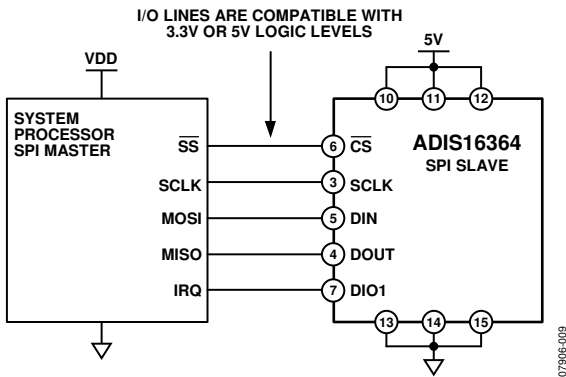 I/O LINES ARE COMPATIBLE WITH
3.3V OR 5V LOGIC LEVELS
VDD
5V
10 11 12
SYSTEM
PROCESSOR
SPI MASTER
ADIS16364
SPI SLAVE
SS 6 CS
SCLK 3 SCLK
MOSI 5 DIN
MISO 4 DOUT
IRQ 7 DIO1
13 14 15
07906-009